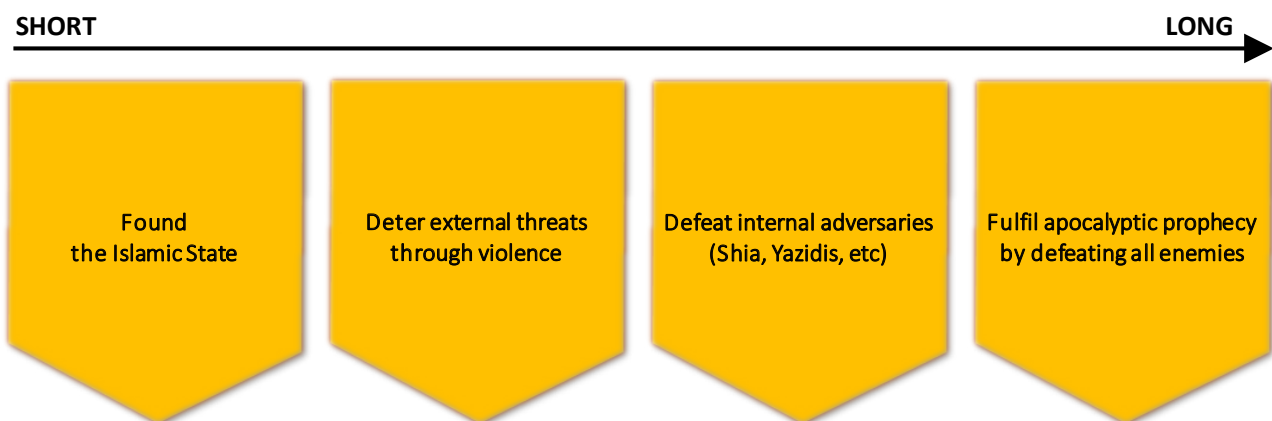 SHORT
LONG
Found
the Islamic State
Deter external threats
through violence
Defeat internal adversaries
(Shia, Yazidis, etc)
Fulfil apocalyptic prophecy
by defeating all enemies